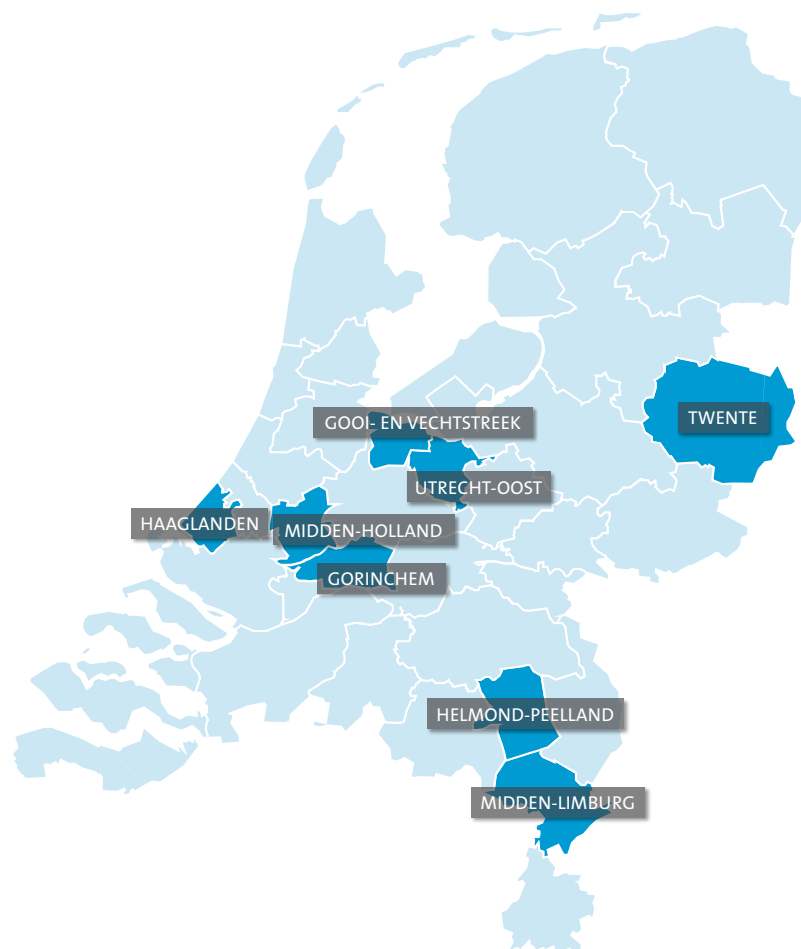 GOOI- EN VECHTSTREEK
TWENTE
UTRECHT-OOST
HAAGLANDEN
MIDDEN-HOLLAND
GORINCHEM
HELMOND-PEELLAND
MIDDEN-LIMBURG